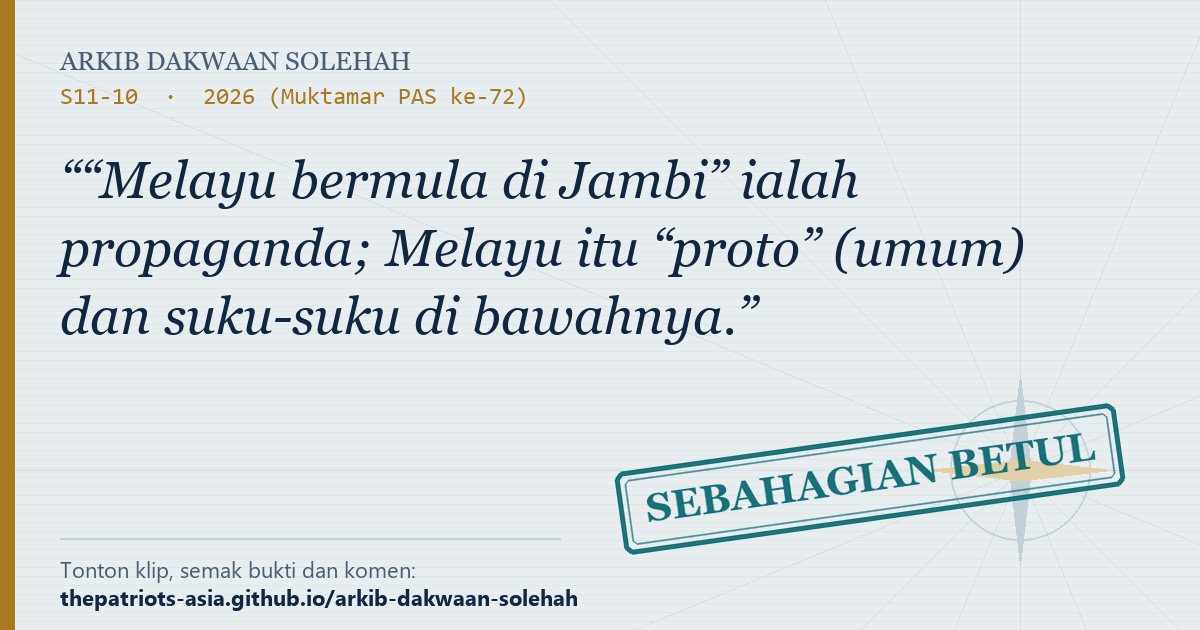 ARKIB DAKWAAN SOLEHAH
S11-10 · 2026 (Muktamar PAS ke-72)
““Melayu bermula di Jambi” ialah
propaganda; Melayu itu “proto” (umum)
dan suku-suku di bawahnya.”
SEBAHAGIAN BETUL
Tonton klip, semak bukti dan komen:
thepatriots-asia.github.io/arkib-dakwaan-solehah